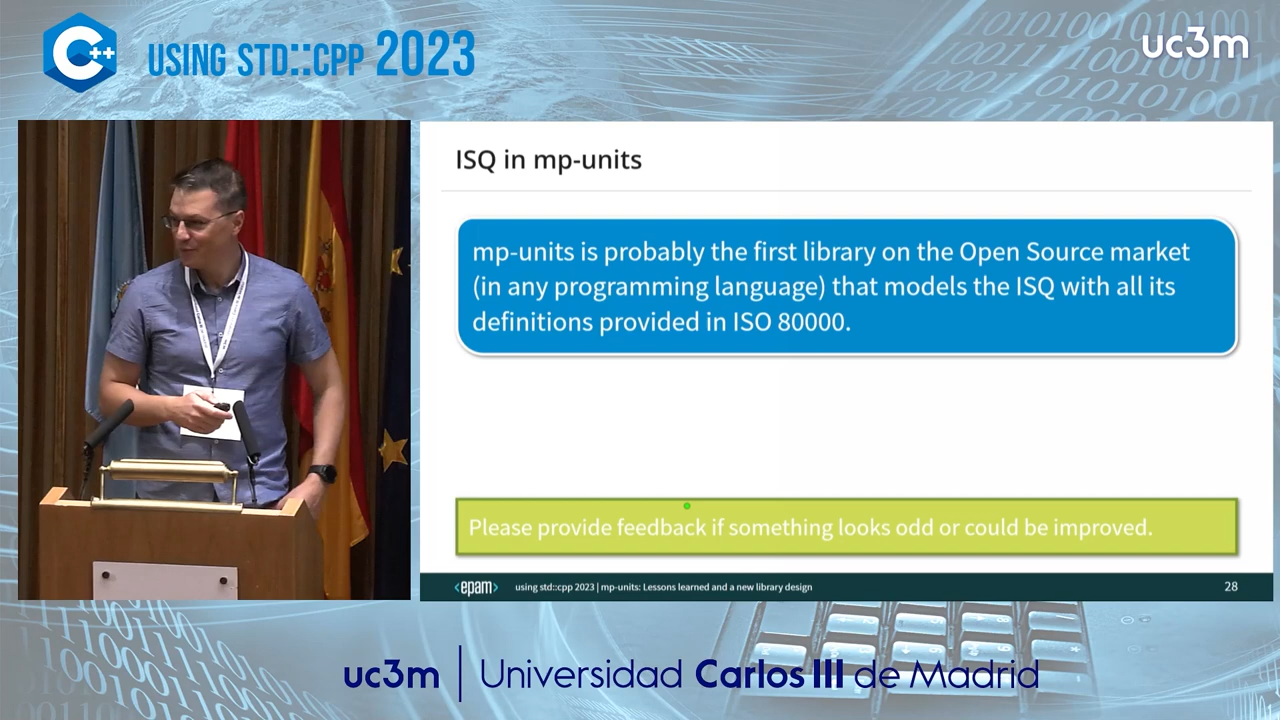 C++
USING STD::CPP 2023
uc3m
ISQ in mp-units
mp-units is probably the first library on the Open Source market
(in any programming language) that models the ISQ with all its
definitions provided in ISO 80000.
Please provide feedback if something looks odd or could be improved.
<epam>
using std::cpp 2023 | mp-units: Lessons learned and a new library design
28
uc3m | Universidad Carlos III de Madrid